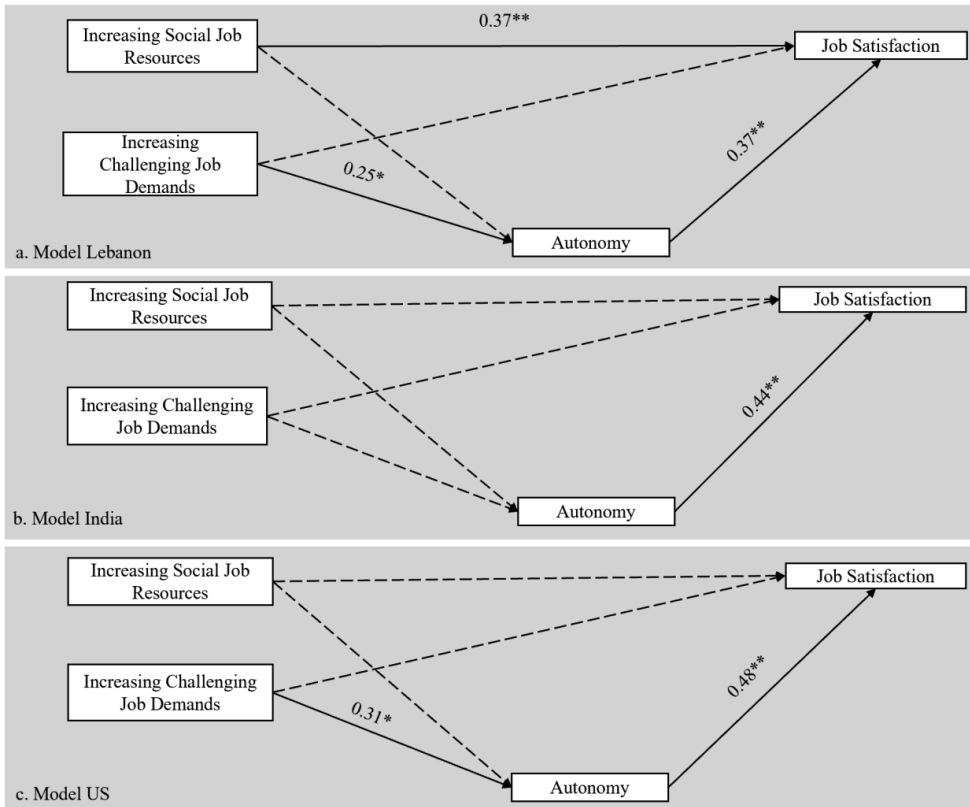 0.37**
Increasing Social Job
Resources
Job Satisfaction
Increasing
Challenging Job
Demands
0.25*
0.37**
Autonomy
a. Model Lebanon
Increasing Social Job
Resources
Job Satisfaction
Increasing Challenging
Job Demands
0.44**
Autonomy
b. Model India
Increasing Social Job
Resources
Job Satisfaction
Increasing Challenging
Job Demands
0.31*
0.48**
Autonomy
c. Model US